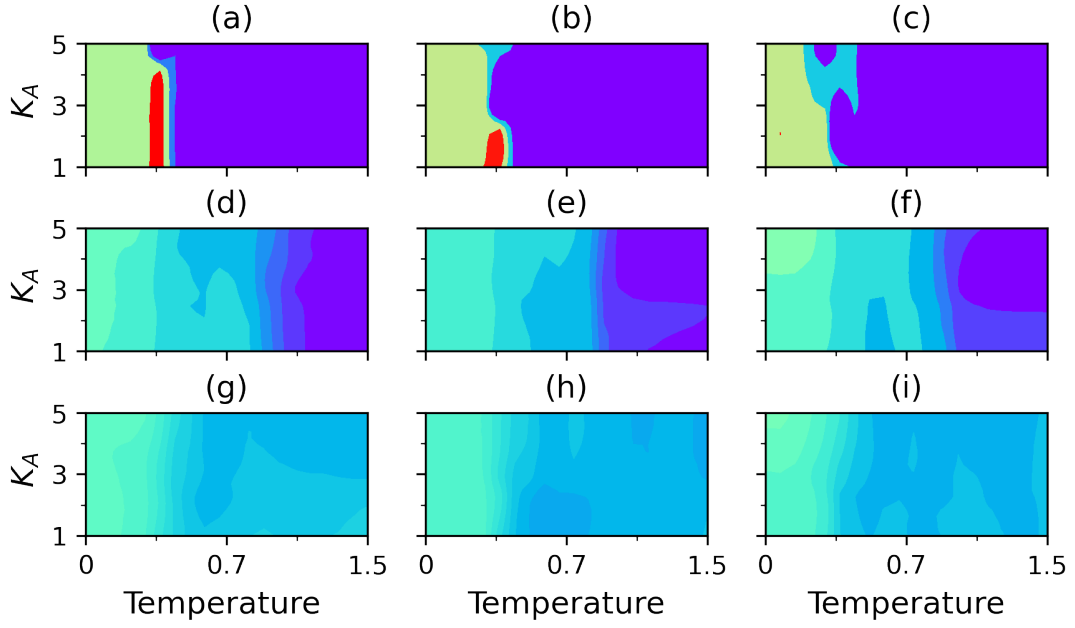 (a) (b) (c)
5
K_A 3
1
(d) (e) (f)
5
K_A 3
1
(g) (h) (i)
5
K_A 3
1
0 0.7 1.5 0 0.7 1.5 0 0.7 1.5
Temperature Temperature Temperature